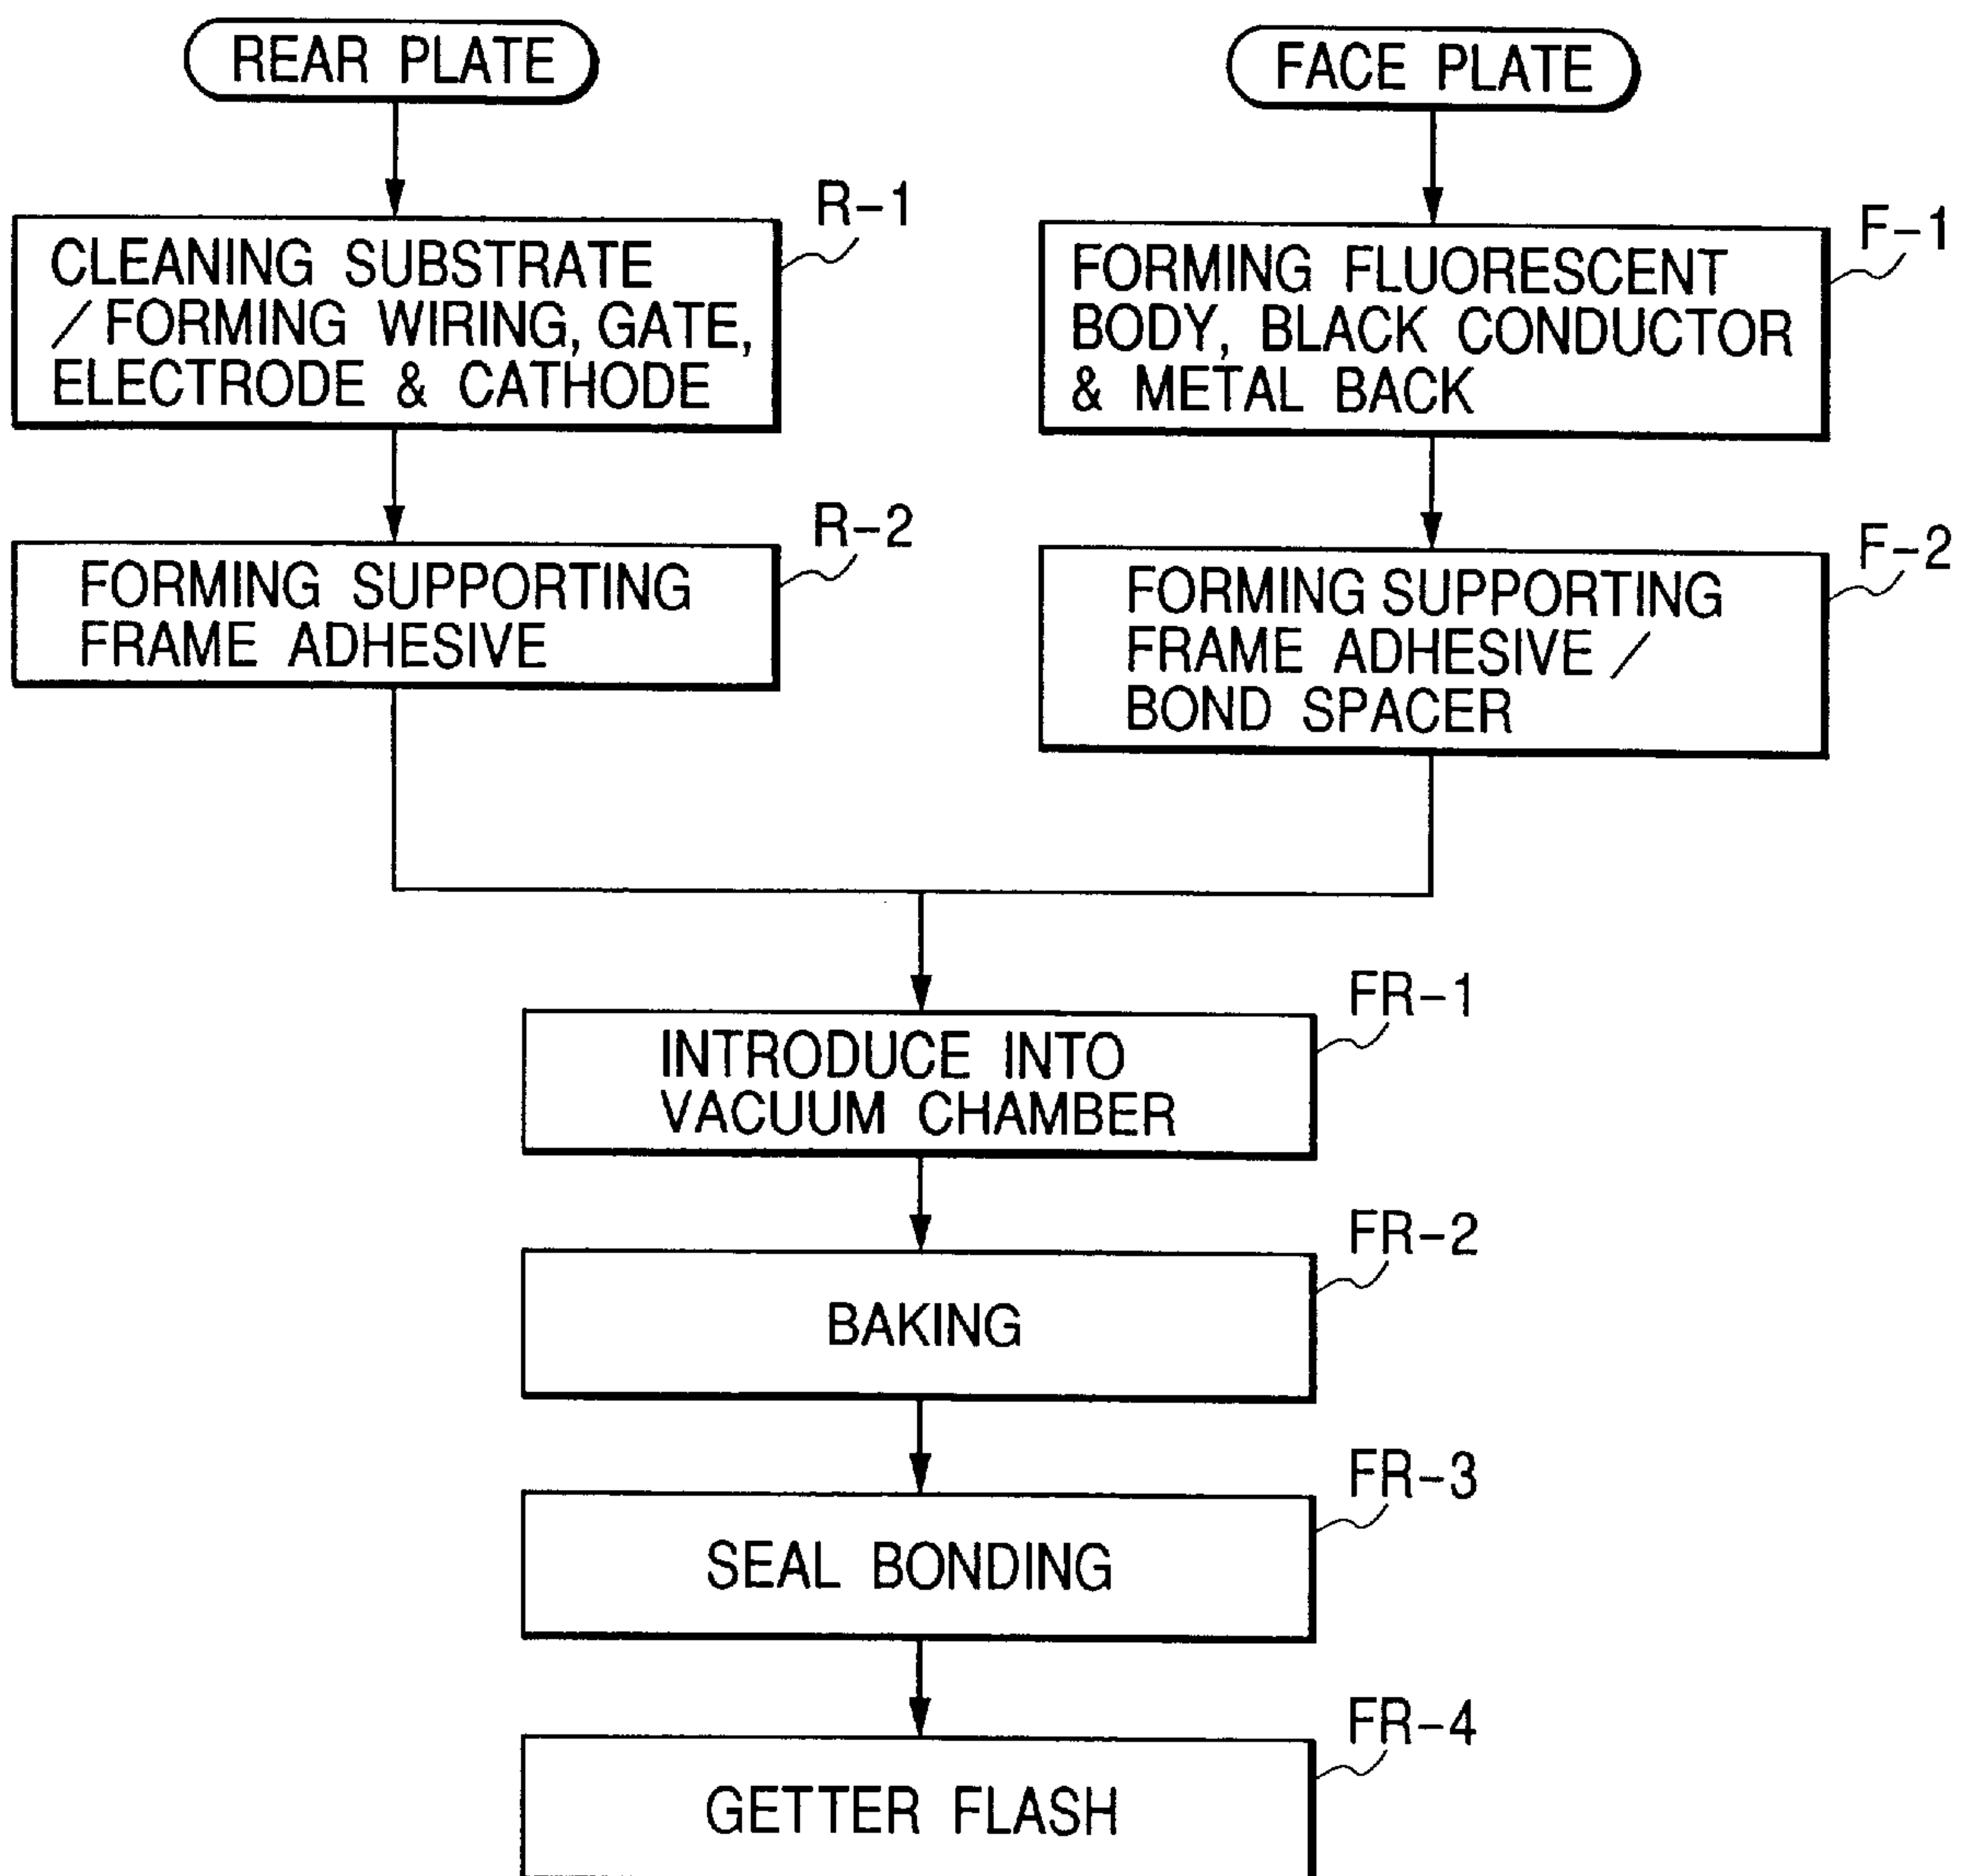 REAR PLATE
R-1
CLEANING SUBSTRATE
/FORMING WIRING, GATE,
ELECTRODE & CATHODE
R-2
FORMING SUPPORTING
FRAME ADHESIVE
FACE PLATE
F-1
FORMING FLUORESCENT
BODY, BLACK CONDUCTOR
& METAL BACK
F-2
FORMING SUPPORTING
FRAME ADHESIVE /
BOND SPACER
FR-1
INTRODUCE INTO
VACUUM CHAMBER
FR-2
BAKING
FR-3
SEAL BONDING
FR-4
GETTER FLASH